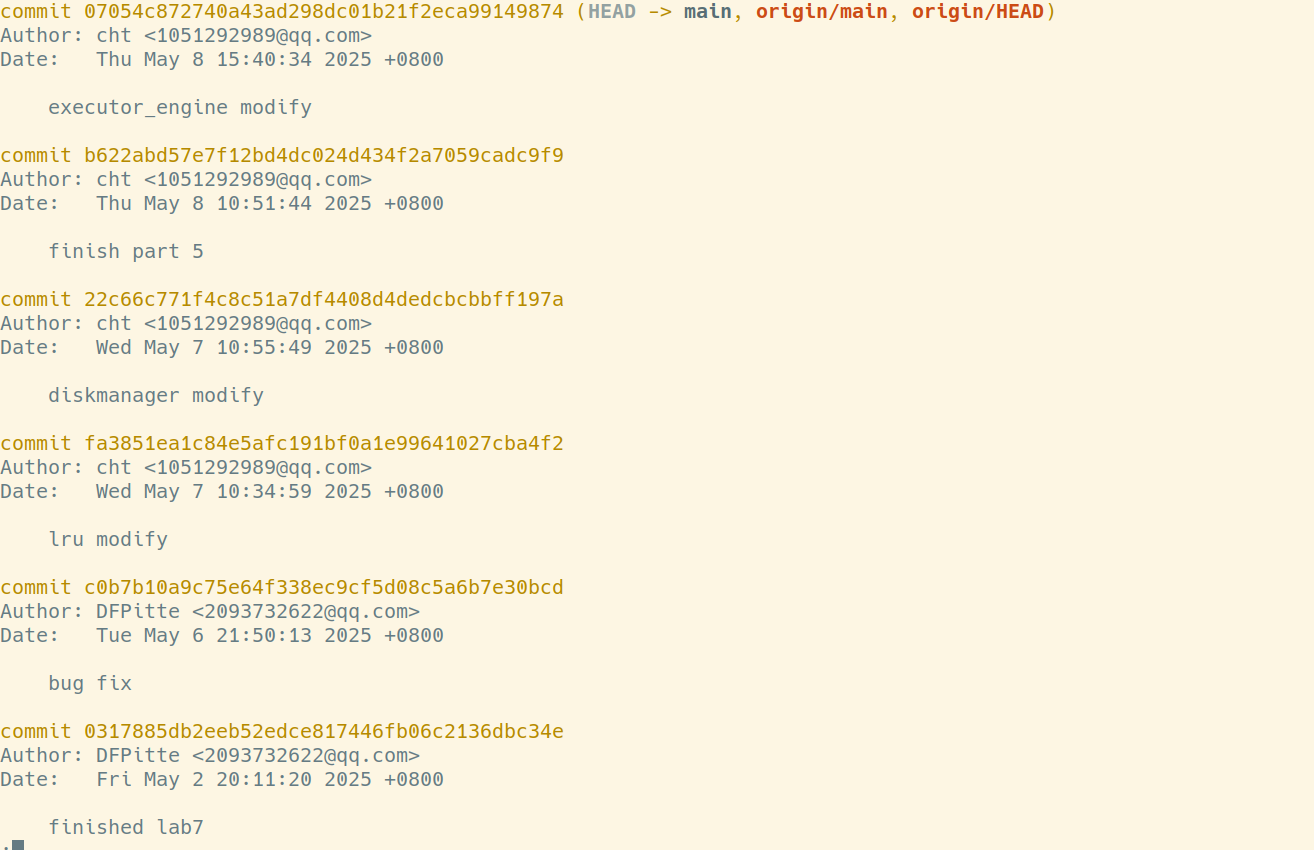 commit 07054c872740a43ad298dc01b21f2eca99149874 (HEAD -> main, origin/main, origin/HEAD)
Author: cht <1051292989@qq.com>
Date:   Thu May 8 15:40:34 2025 +0800
    executor_engine modify
commit b622abd57e7f12bd4dc024d434f2a7059cadc9f9
Author: cht <1051292989@qq.com>
Date:   Thu May 8 10:51:44 2025 +0800
    finish part 5
commit 22c66c771f4c8c51a7df4408d4dedcbcbbff197a
Author: cht <1051292989@qq.com>
Date:   Wed May 7 10:55:49 2025 +0800
    diskmanager modify
commit fa3851ea1c84e5afc191bf0a1e99641027cba4f2
Author: cht <1051292989@qq.com>
Date:   Wed May 7 10:34:59 2025 +0800
    lru modify
commit c0b7b10a9c75e64f338ec9cf5d08c5a6b7e30bcd
Author: DFPitte <2093732622@qq.com>
Date:   Tue May 6 21:50:13 2025 +0800
    bug fix
commit 0317885db2eeb52edce817446fb06c2136dbc34e
Author: DFPitte <2093732622@qq.com>
Date:   Fri May 2 20:11:20 2025 +0800
    finished lab7
: